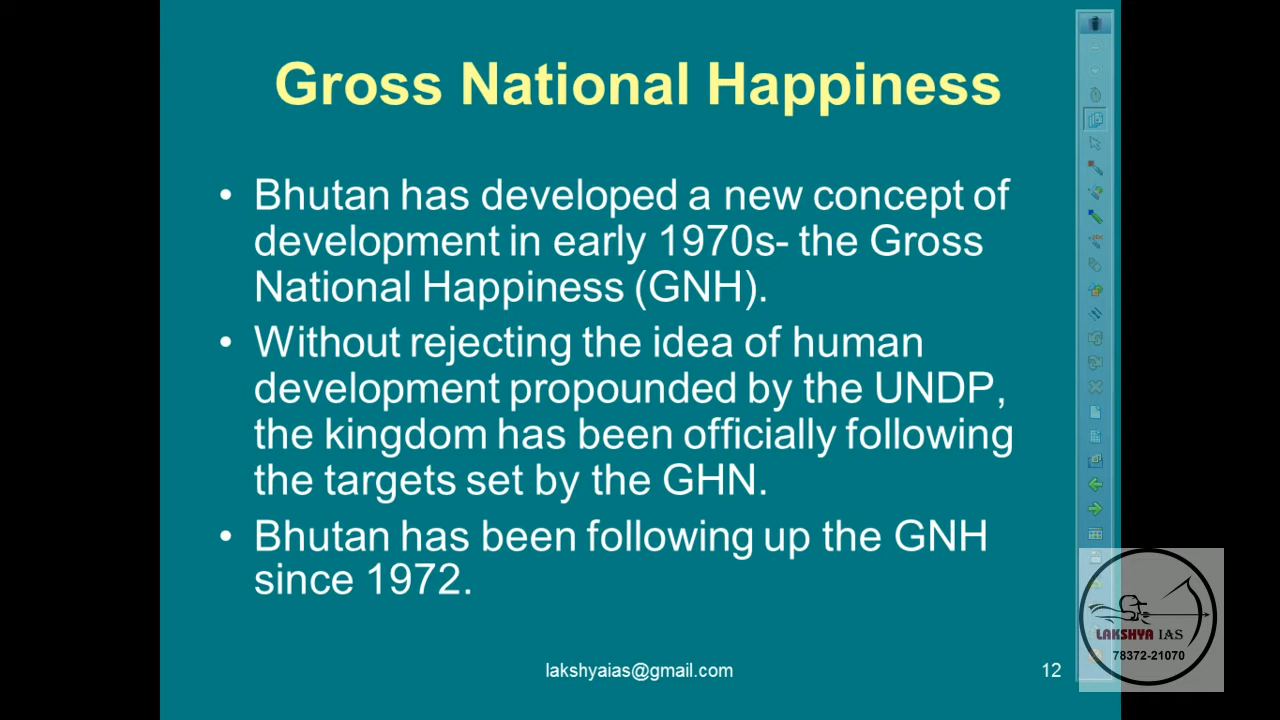 Gross National Happiness
• Bhutan has developed a new concept of
development in early 1970s- the Gross
National Happiness (GNH).
• Without rejecting the idea of human
development propounded by the UNDP,
the kingdom has been officially following
the targets set by the GHN.
• Bhutan has been following up the GNH
since 1972.
lakshyaias@gmail.com
12
LAKSHYA IAS
78372-21070